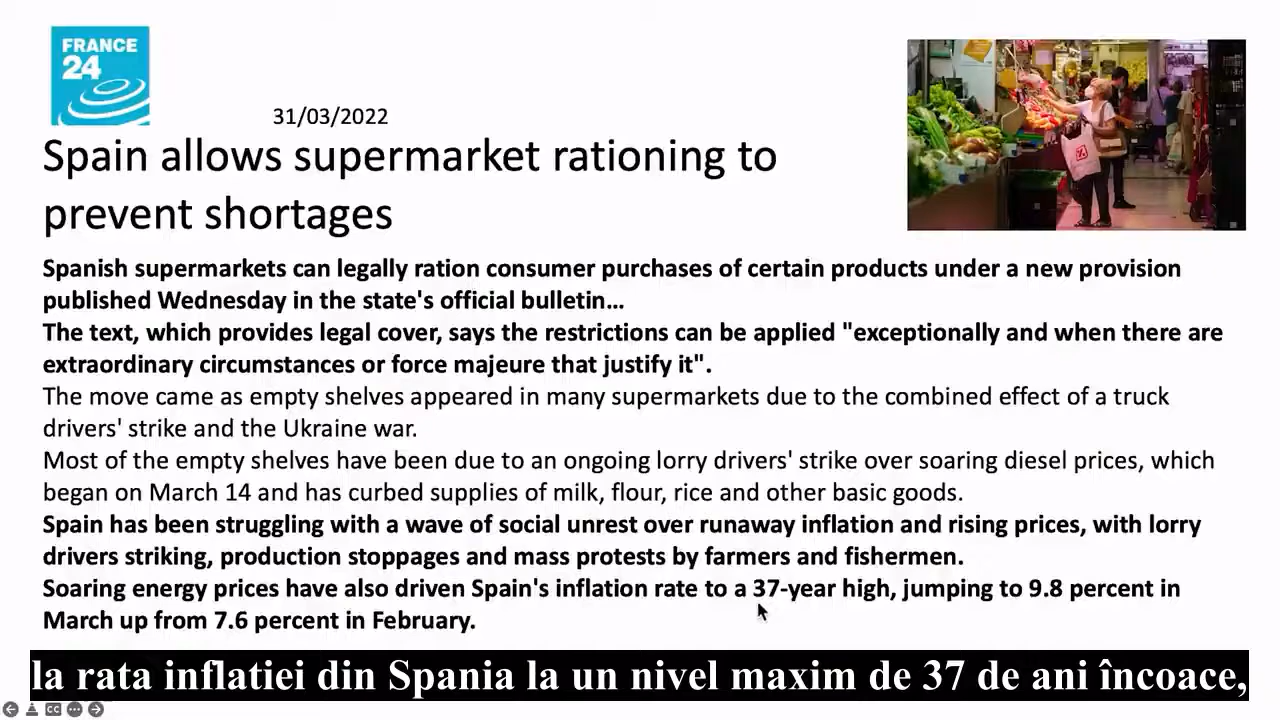 FRANCE
24
31/03/2022
Spain allows supermarket rationing to
prevent shortages
Spanish supermarkets can legally ration consumer purchases of certain products under a new provision
published Wednesday in the state's official bulletin...
The text, which provides legal cover, says the restrictions can be applied "exceptionally and when there are
extraordinary circumstances or force majeure that justify it".
The move came as empty shelves appeared in many supermarkets due to the combined effect of a truck
drivers' strike and the Ukraine war.
Most of the empty shelves have been due to an ongoing lorry drivers' strike over soaring diesel prices, which
began on March 14 and has curbed supplies of milk, flour, rice and other basic goods.
Spain has been struggling with a wave of social unrest over runaway inflation and rising prices, with lorry
drivers striking, production stoppages and mass protests by farmers and fishermen.
Soaring energy prices have also driven Spain's inflation rate to a 37-year high, jumping to 9.8 percent in
March up from 7.6 percent in February.
la rata inflatiei din Spania la un nivel maxim de 37 de ani încoace,